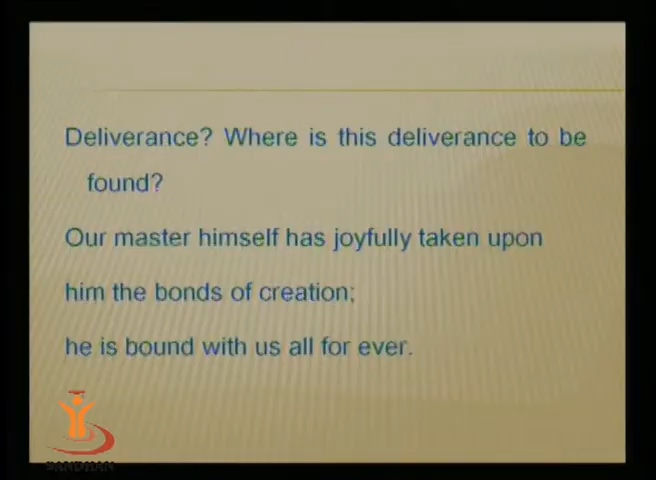 Deliverance? Where is this deliverance to be
found?
Our master himself has joyfully taken upon
him the bonds of creation;
he is bound with us all for ever.
SANDHAN